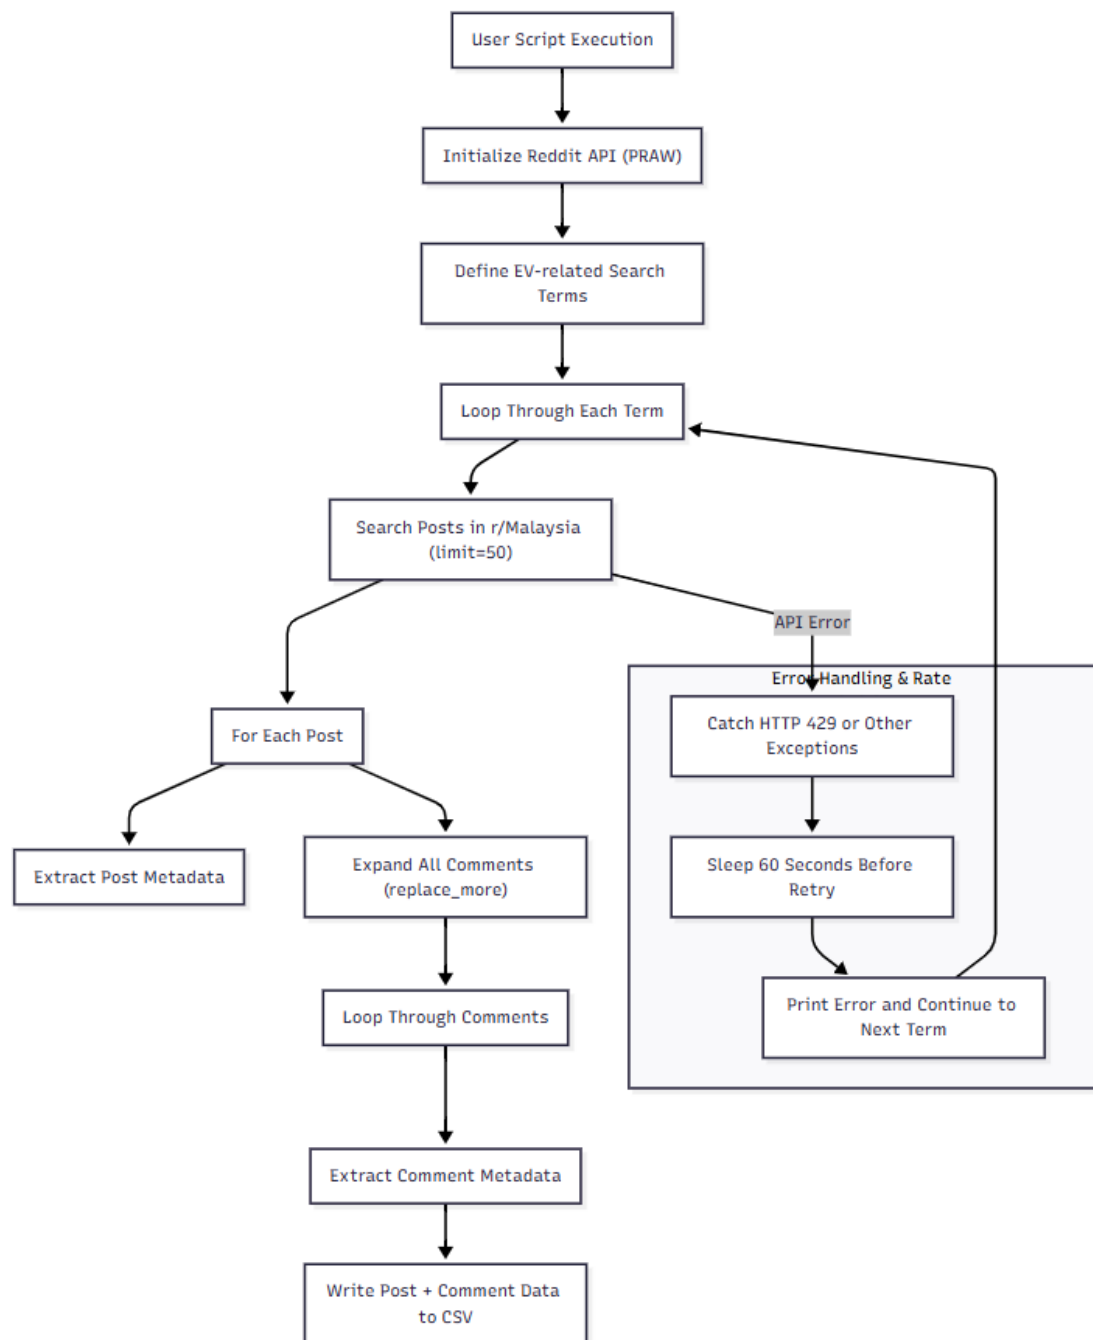 User Script Execution
Initialize Reddit API (PRAW)
Define EV-related Search
Terms
Loop Through Each Term
Search Posts in r/Malaysia
(limit=50)
API Error
Error Handling & Rate
For Each Post
Catch HTTP 429 or Other
Exceptions
Extract Post Metadata
Expand All Comments
(replace_more)
Sleep 60 Seconds Before
Retry
Loop Through Comments
Print Error and Continue to
Next Term
Extract Comment Metadata
Write Post + Comment Data
to CSV